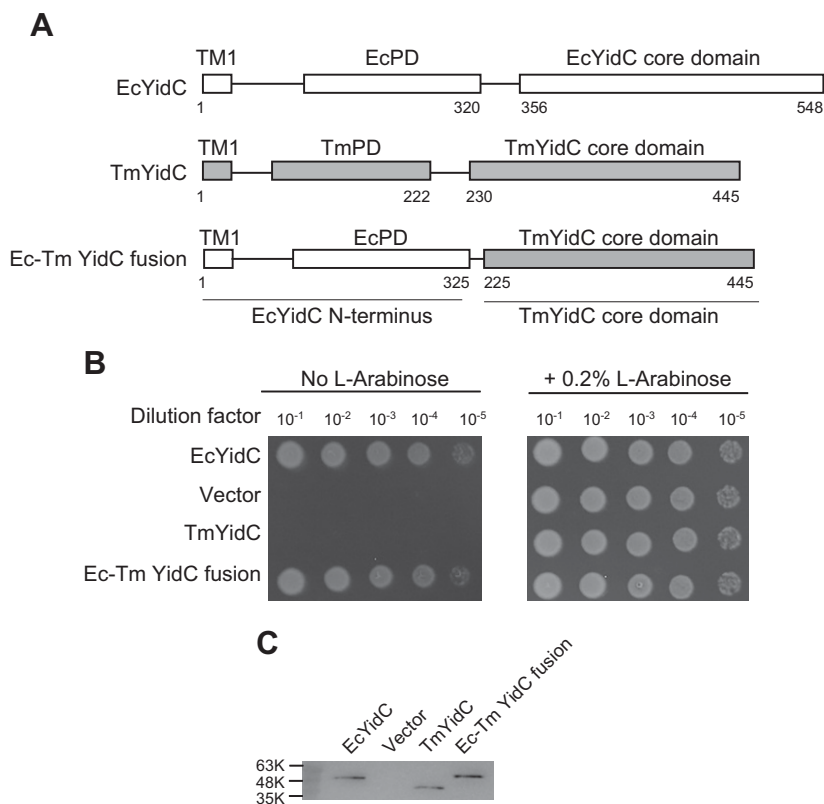 A
TM1 EcPD EcYidC core domain
EcYidC
1 320 356 548
TM1 TmPD TmYidC core domain
TmYidC
1 222 230 445
TM1 EcPD TmYidC core domain
Ec-Tm YidC fusion
1 325 225 445
EcYidC N-terminus TmYidC core domain
B
No L-Arabinose + 0.2% L-Arabinose
Dilution factor 10⁻¹ 10⁻² 10⁻³ 10⁻⁴ 10⁻⁵ 10⁻¹ 10⁻² 10⁻³ 10⁻⁴ 10⁻⁵
EcYidC
Vector
TmYidC
Ec-Tm YidC fusion
C
EcYidC Vector TmYidC Ec-Tm YidC fusion
63K
48K
35K